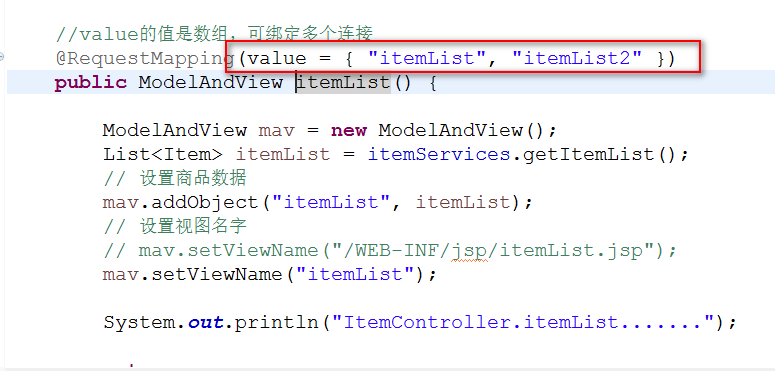 //value的值是数组，可绑定多个连接
@RequestMapping(value = { "itemList", "itemList2" })
public ModelAndView itemList() {
ModelAndView mav = new ModelAndView();
List<Item> itemList = itemServices.getItemList();
// 设置商品数据
mav.addObject("itemList", itemList);
// 设置视图名字
// mav.setViewName("/WEB-INF/jsp/itemList.jsp");
mav.setViewName("itemList");
System.out.println("ItemController.itemList.......");